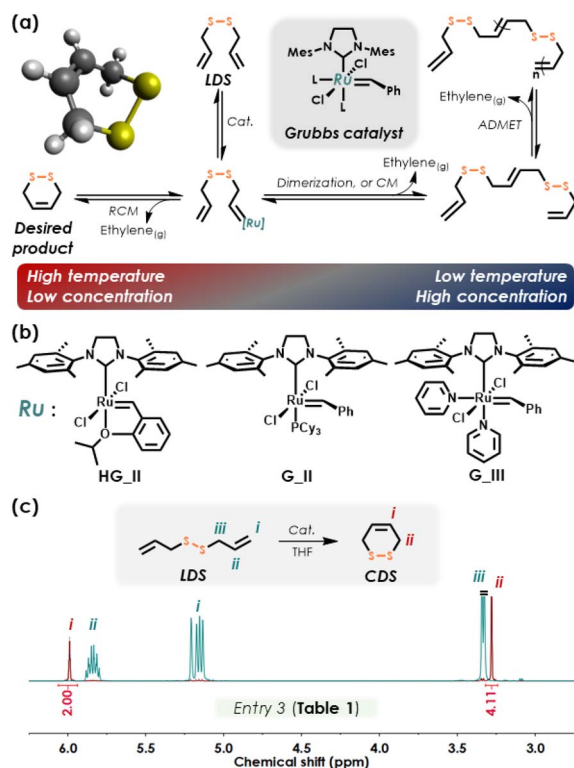 (a)
S–S
LDS
Cat.
Mes
N
N
Mes
Cl
L
Ru
Ph
Cl
L
Grubbs catalyst
S–S
S–S
n
Ethylene(g)
ADMET
S–S
Desired
product
RCM
Ethylene(g)
S–S
[Ru]
Dimerization, or CM
Ethylene(g)
S–S
S–S
High temperature
Low concentration
Low temperature
High concentration
(b)
Ru :
N
N
Cl
Ru
Cl
O
HG_II
N
N
Cl
Ru
Ph
Cl
PCy3
G_II
N
N
Cl
N
Ru
Ph
Cl
N
G_III
(c)
S–S
iii
i
ii
LDS
Cat.
THF
i
ii
S–S
CDS
i
ii
i
iii
ii
2.00
4.11
Entry 3 (Table 1)
6.0
5.5
5.0
4.5
4.0
3.5
3.0
Chemical shift (ppm)